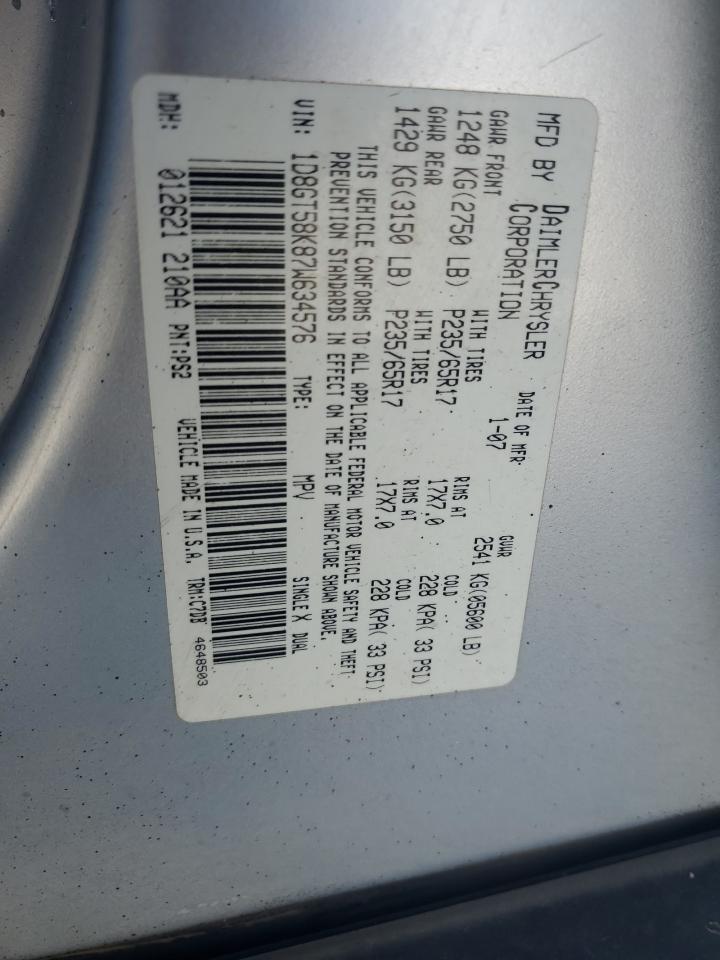 MFD BY DAIMLERCHRYSLER CORPORATION
DATE OF MFR 1-07
GVWR 2541 KG(05600 LB)
GAWR FRONT WITH TIRES RIMS AT COLD
1248 KG(2750 LB) P235/65R17 17X7.0 228 KPA( 33 PSI)
GAWR REAR WITH TIRES RIMS AT COLD
1429 KG(3150 LB) P235/65R17 17X7.0 228 KPA( 33 PSI)
THIS VEHICLE CONFORMS TO ALL APPLICABLE FEDERAL MOTOR VEHICLE SAFETY AND THEFT
PREVENTION STANDARDS IN EFFECT ON THE DATE OF MANUFACTURE SHOWN ABOVE.
VIN: 1D8GT58K87W634576 TYPE: MPV SINGLE X DUAL
MDH: 012621 210AA PNT:PS2 VEHICLE MADE IN U.S.A. TRM:C7DB 4648503